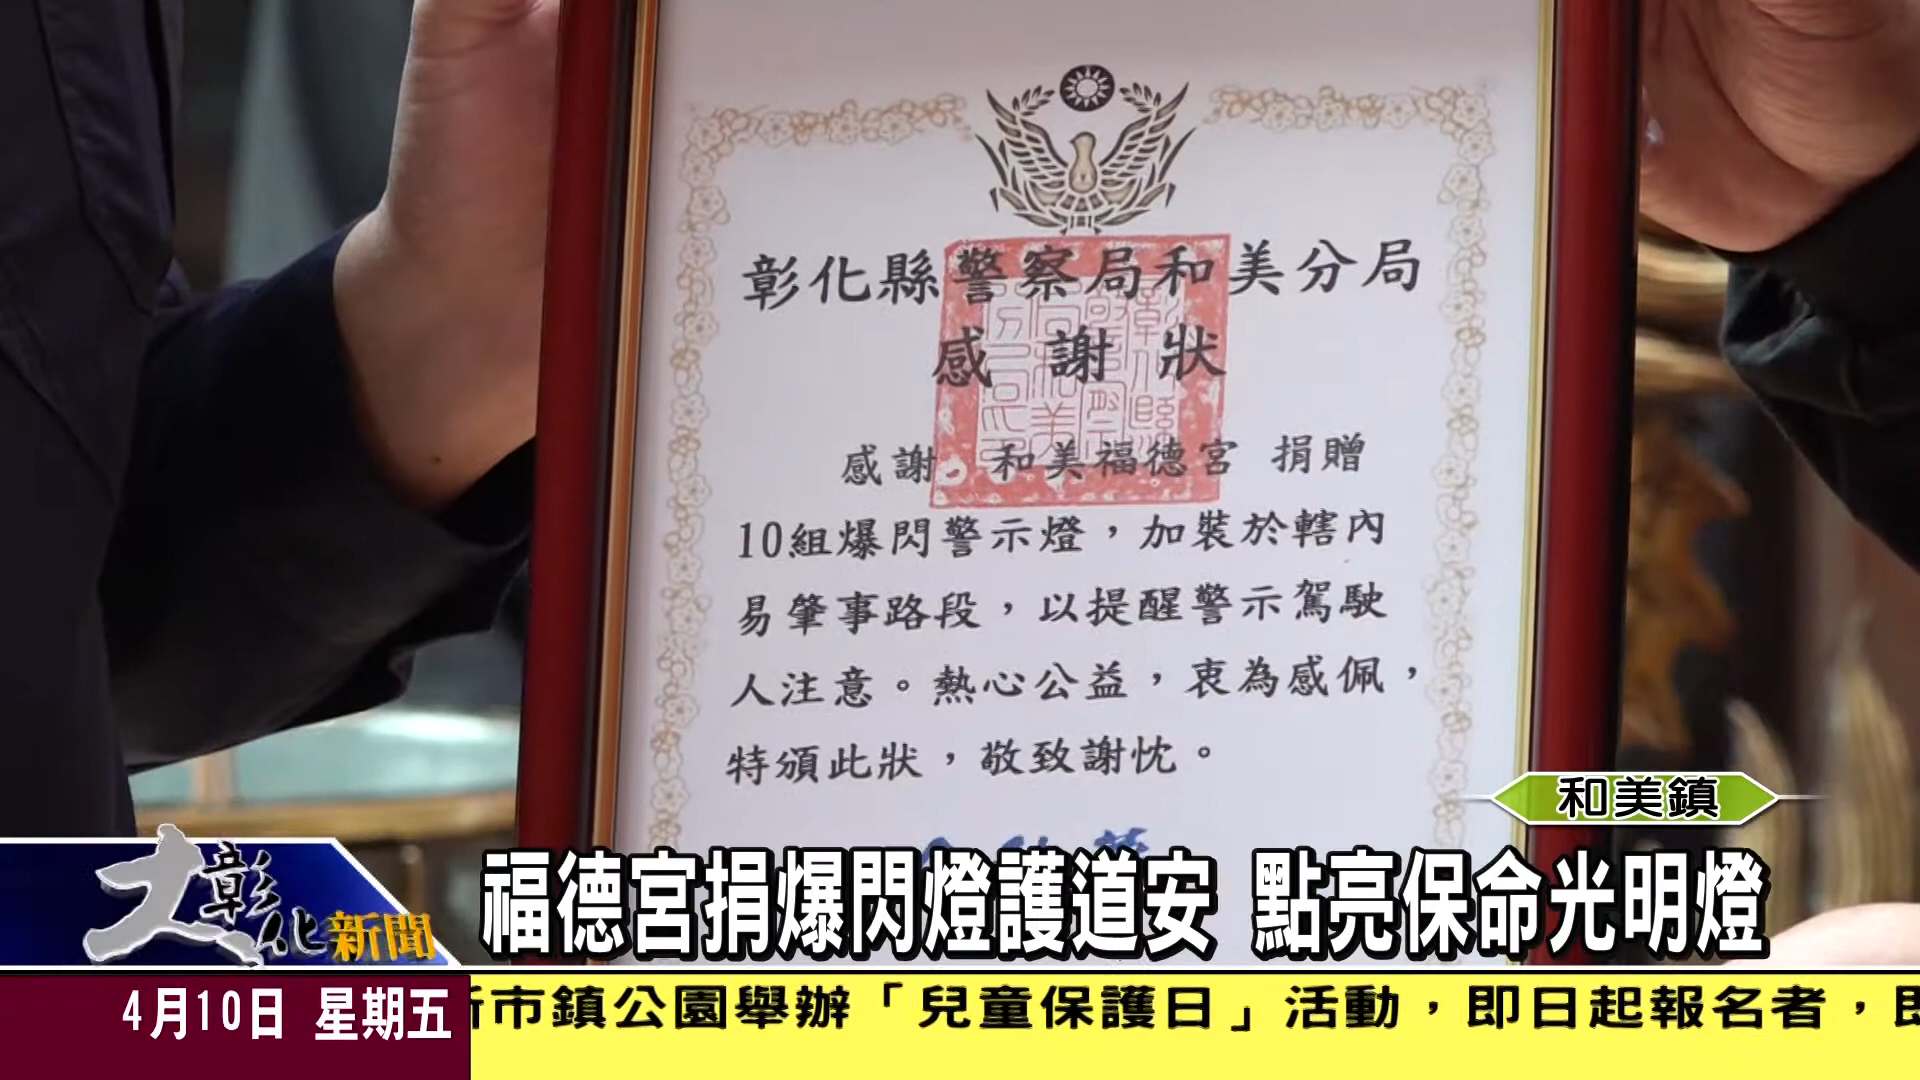 彰化縣警察局和美分局
感謝狀
感謝 和美福德宮 捐贈
10組爆閃警示燈，加裝於轄內
易肇事路段，以提醒警示駕駛
人注意。熱心公益，衷為感佩，
特頒此狀，敬致謝忱。
和美鎮
大彰化新聞
福德宮捐爆閃燈護道安 點亮保命光明燈
4月10日 星期五
市鎮公園舉辦「兒童保護日」活動，即日起報名者，